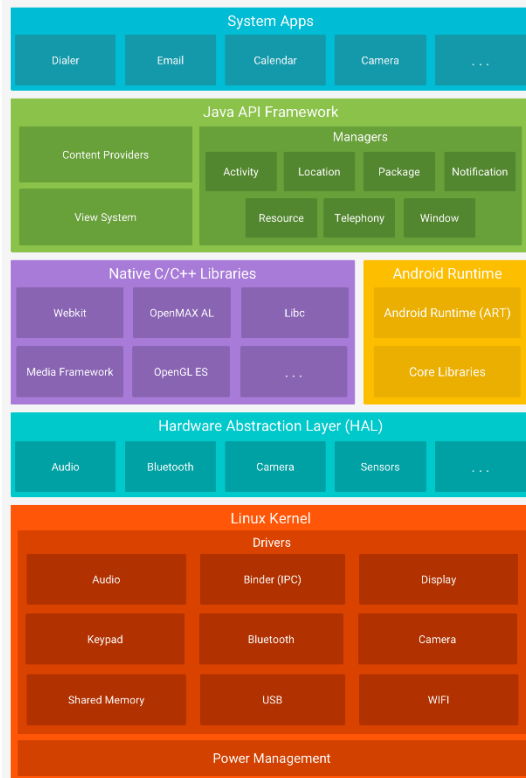 System Apps
Dialer
Email
Calendar
Camera
. . .
Java API Framework
Content Providers
View System
Managers
Activity
Location
Package
Notification
Resource
Telephony
Window
Native C/C++ Libraries
Webkit
OpenMAX AL
Libc
Media Framework
OpenGL ES
. . .
Android Runtime
Android Runtime (ART)
Core Libraries
Hardware Abstraction Layer (HAL)
Audio
Bluetooth
Camera
Sensors
. . .
Linux Kernel
Drivers
Audio
Binder (IPC)
Display
Keypad
Bluetooth
Camera
Shared Memory
USB
WIFI
Power Management